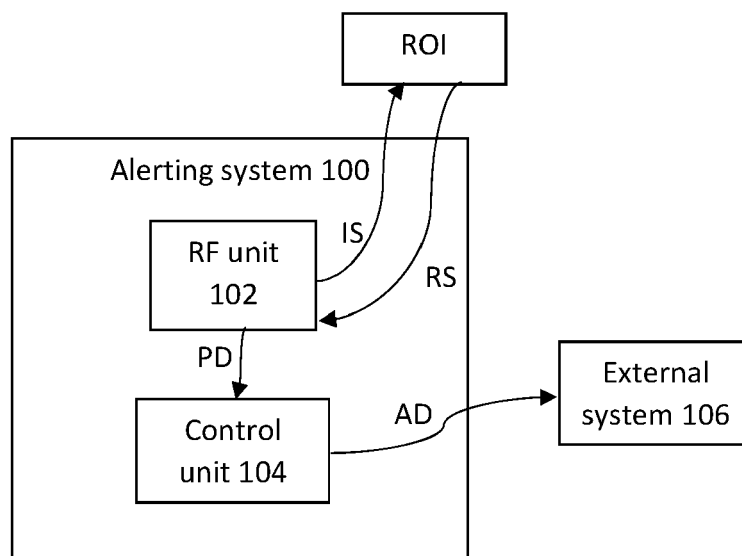 ROI
Alerting system 100
RF unit
102
IS
RS
PD
Control
unit 104
AD
External
system 106